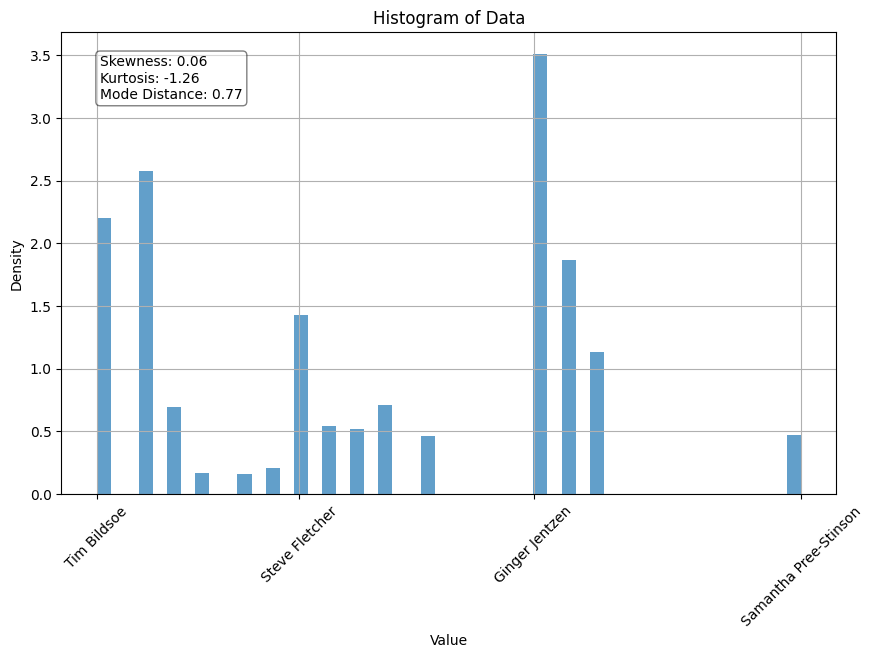 Histogram of Data
3.5
3.0
2.5
2.0
1.5
1.0
0.5
0.0
Density
Skewness: 0.06
Kurtosis: -1.26
Mode Distance: 0.77
Tim Bildsoe
Steve Fletcher
Ginger Jentzen
Samantha Pree-Stinson
Value